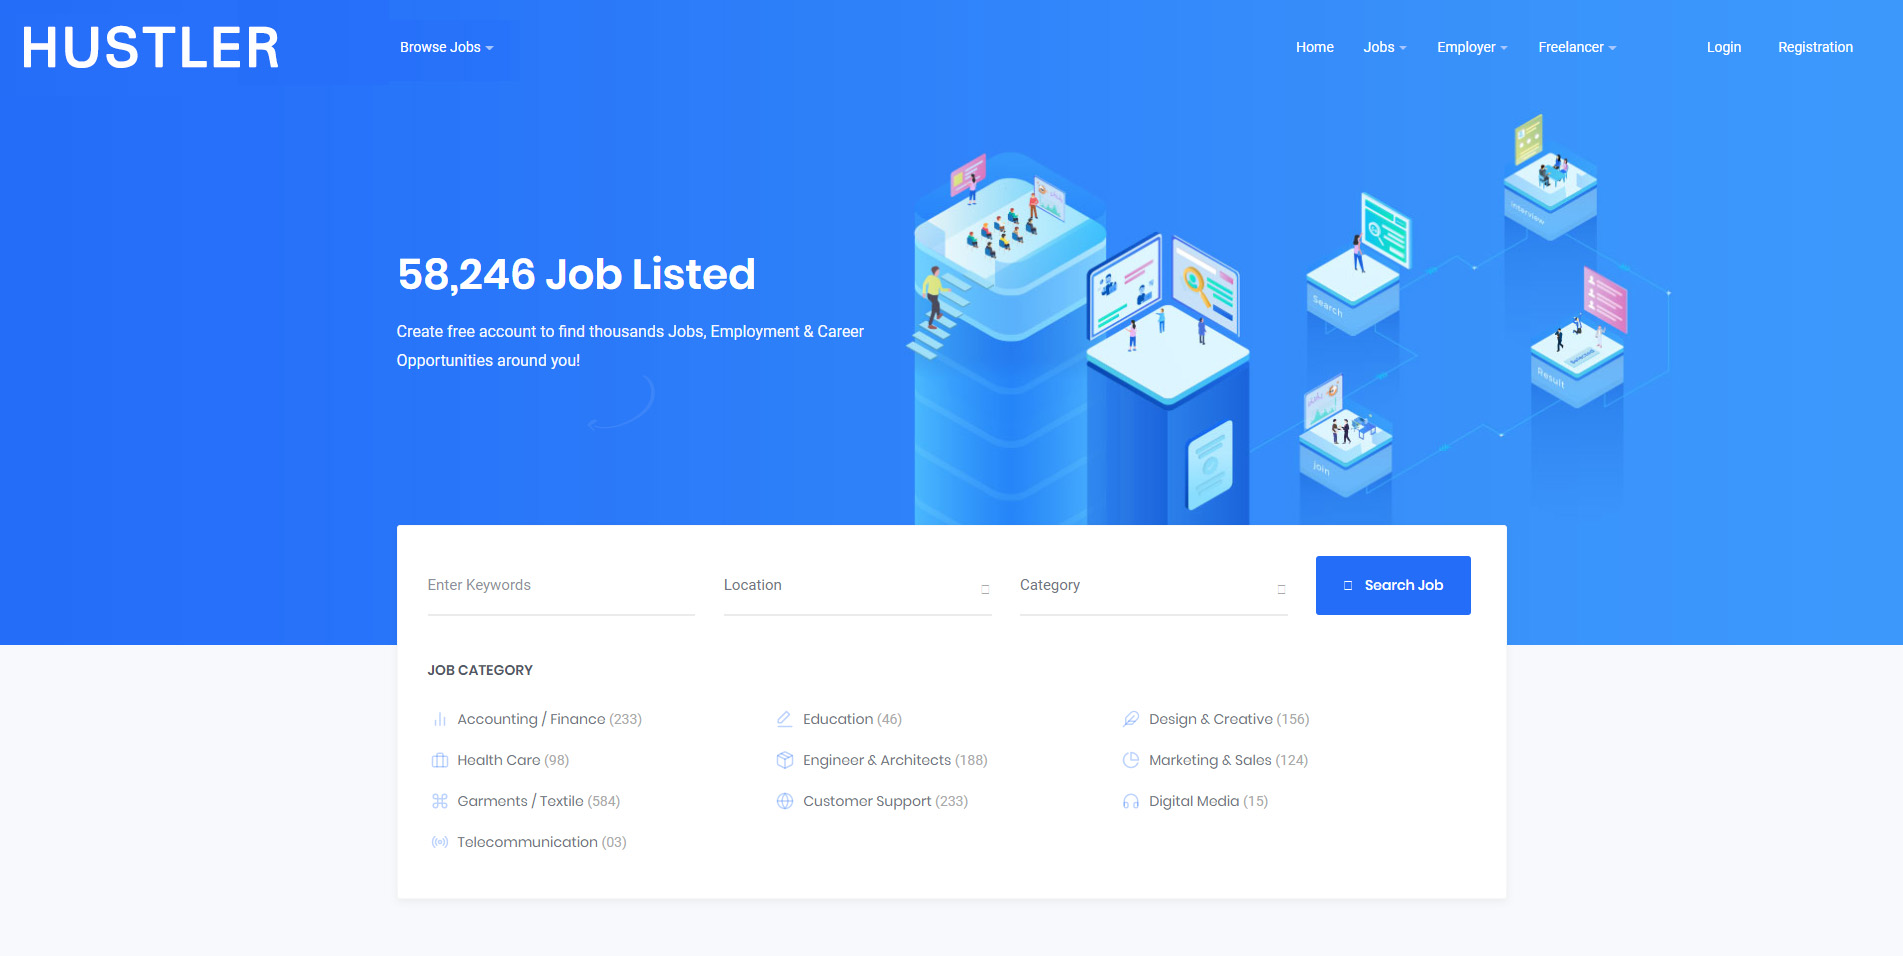 HUSTLER
Browse Jobs
Home
Jobs
Employer
Freelancer
Login
Registration
58,246 Job Listed
Create free account to find thousands Jobs, Employment & Career
Opportunities around you!
interview
Search
Result
Selected
join
Enter Keywords
Location
Category
Search Job
JOB CATEGORY
Accounting / Finance (233)
Education (46)
Design & Creative (156)
Health Care (98)
Engineer & Architects (188)
Marketing & Sales (124)
Garments / Textile (584)
Customer Support (233)
Digital Media (15)
Telecommunication (03)